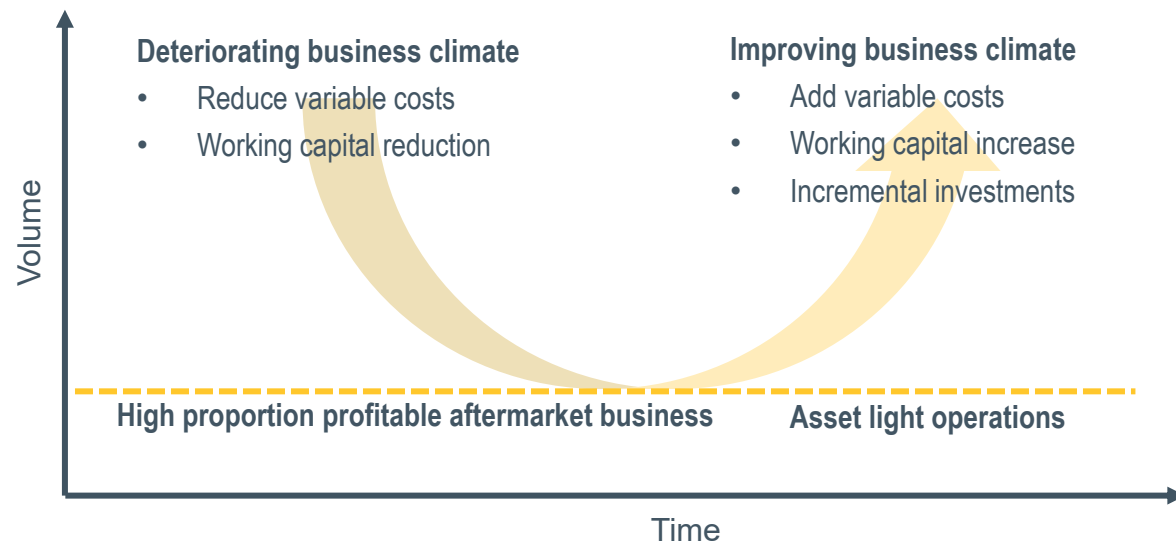 Deteriorating business climate
• Reduce variable costs
• Working capital reduction
Improving business climate
• Add variable costs
• Working capital increase
• Incremental investments
Volume
High proportion profitable aftermarket business
Asset light operations
Time